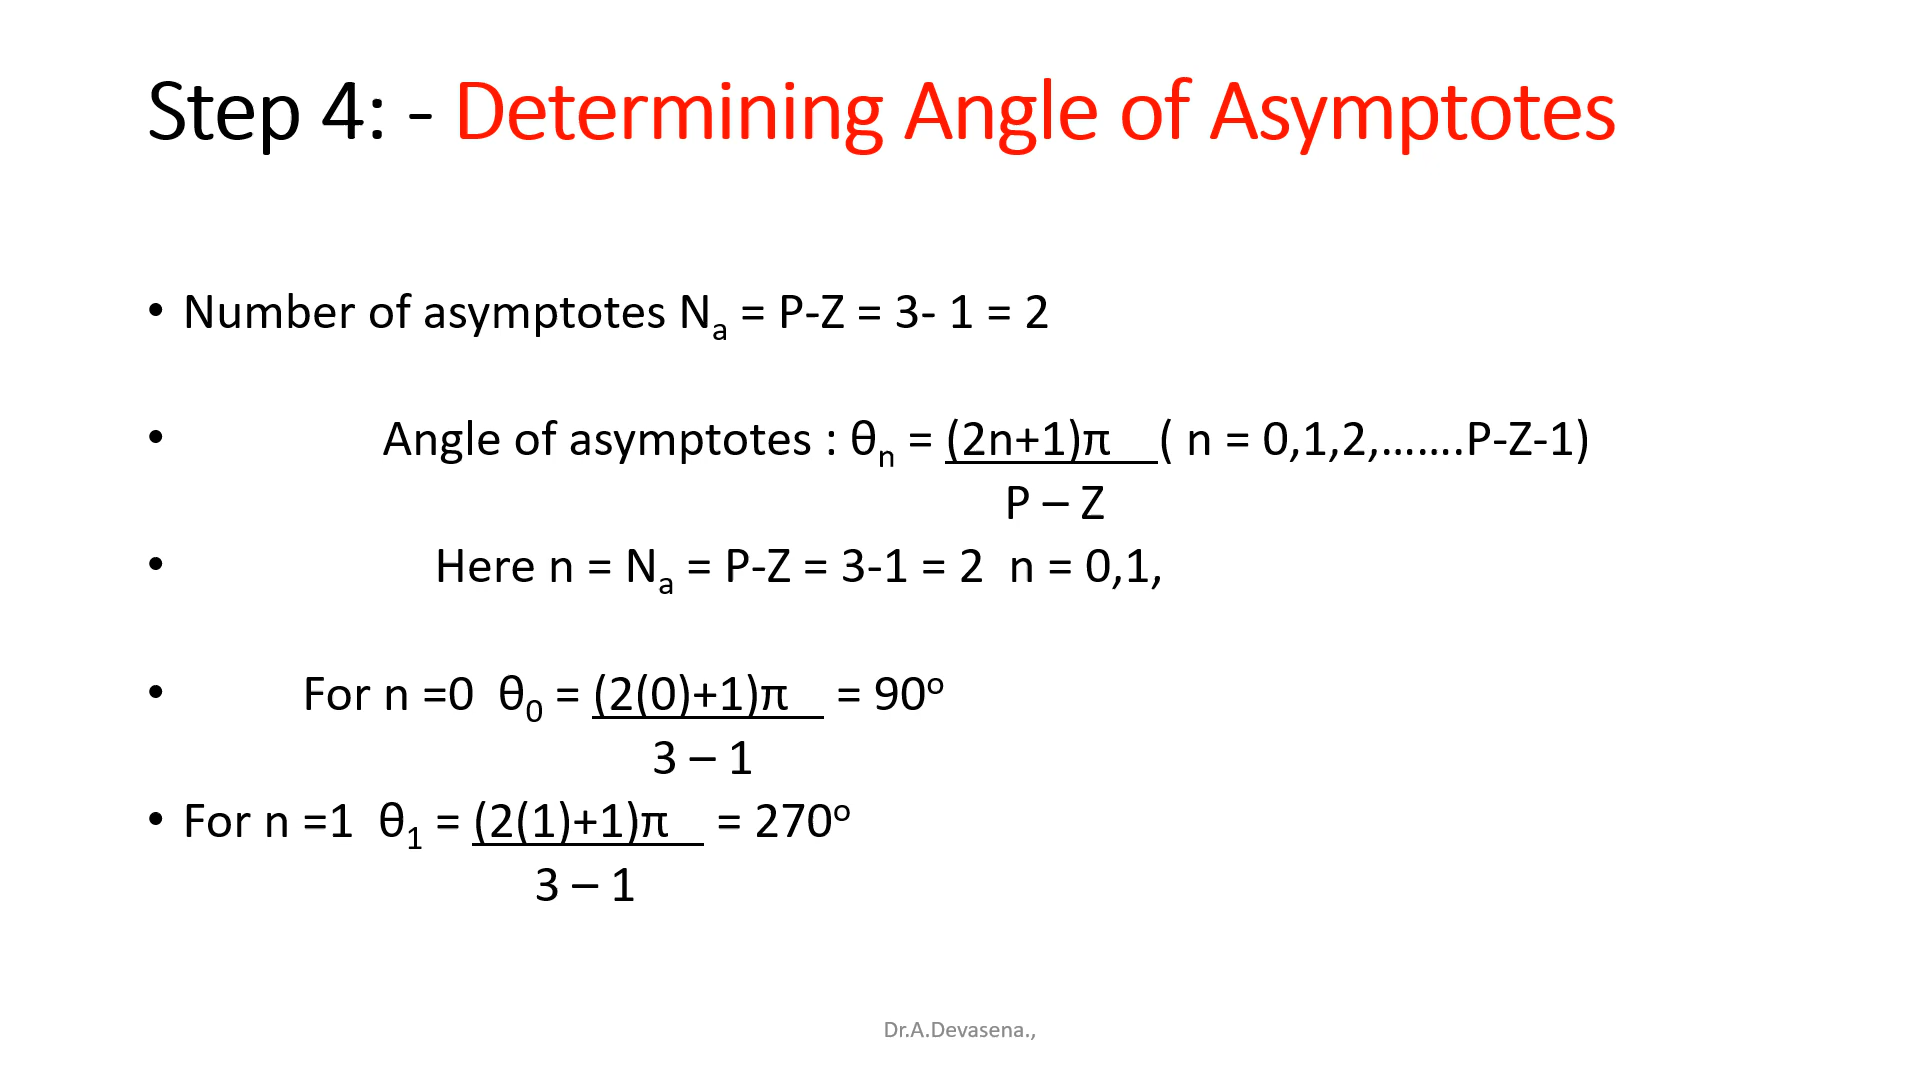 Step 4: - Determining Angle of Asymptotes
• Number of asymptotes Nₐ = P-Z = 3- 1 = 2
• Angle of asymptotes : θₙ = (2n+1)π ( n = 0,1,2,.......P-Z-1)
P – Z
• Here n = Nₐ = P-Z = 3-1 = 2 n = 0,1,
• For n =0 θ₀ = (2(0)+1)π = 90º
3 – 1
• For n =1 θ₁ = (2(1)+1)π = 270º
3 – 1
Dr.A.Devasena.,